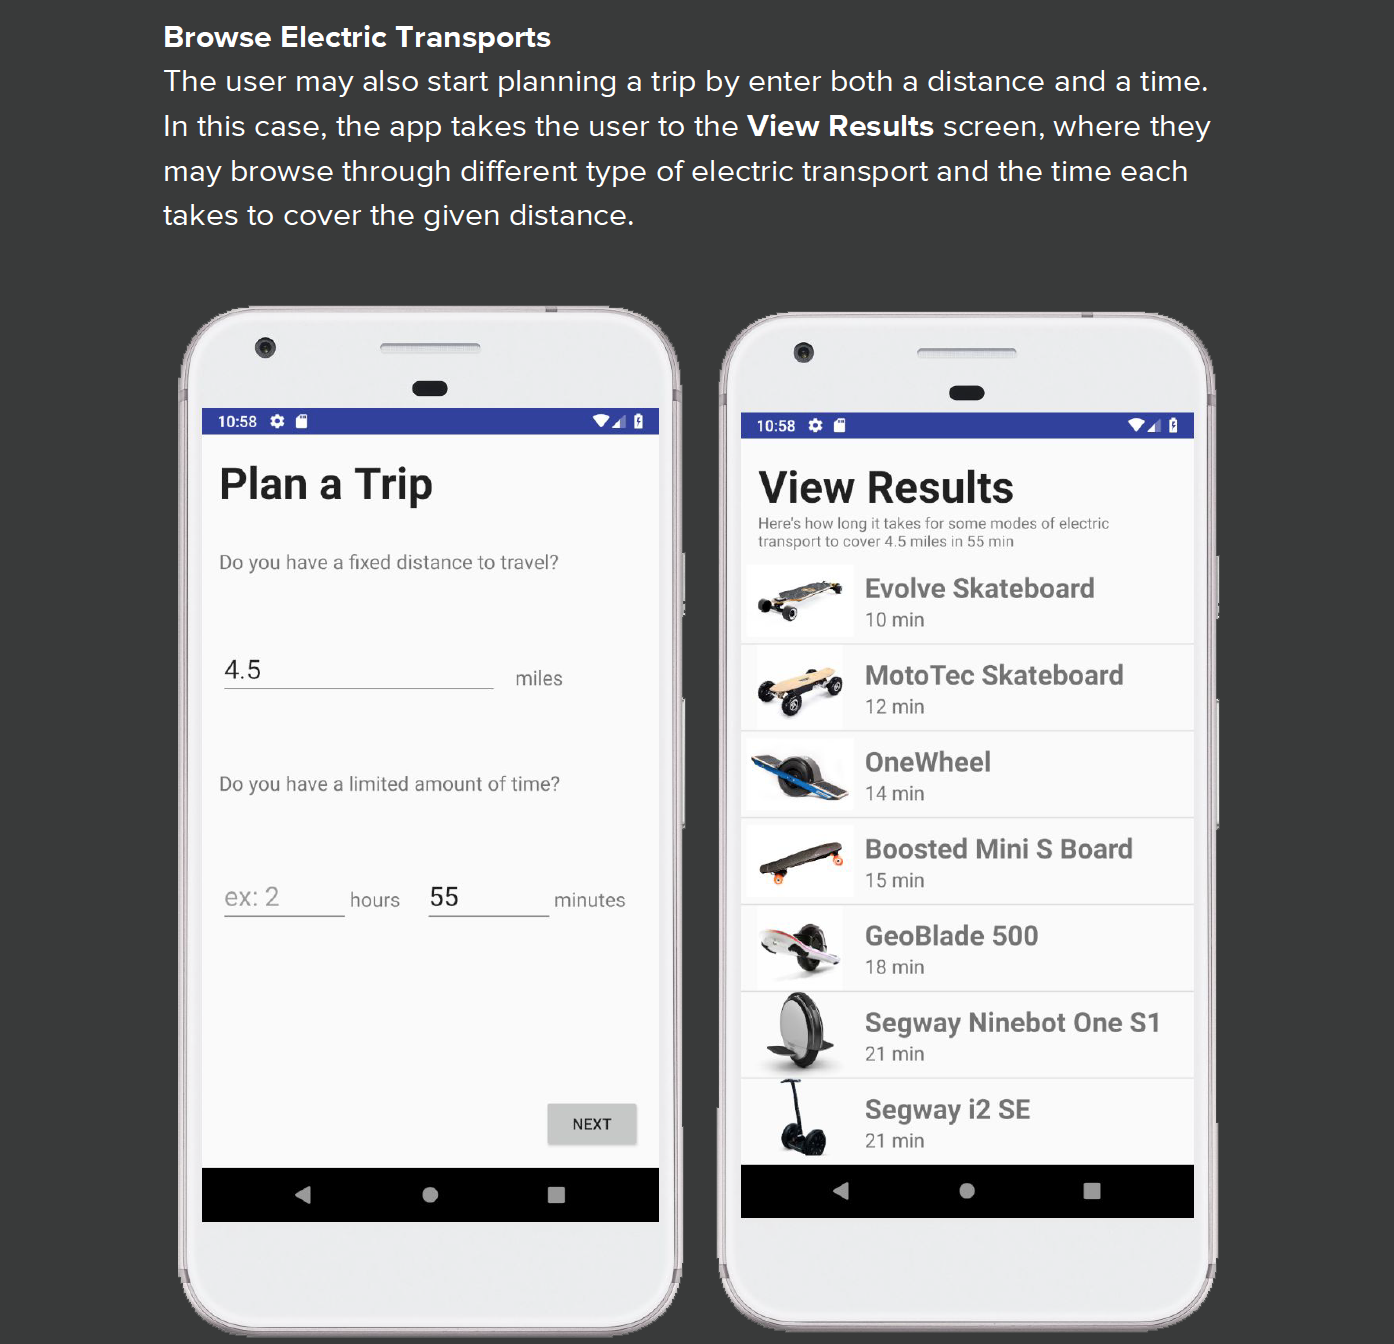 Browse Electric Transports
The user may also start planning a trip by enter both a distance and a time.
In this case, the app takes the user to the View Results screen, where they
may browse through different type of electric transport and the time each
takes to cover the given distance.
10:58
Plan a Trip
Do you have a fixed distance to travel?
4.5 miles
Do you have a limited amount of time?
ex: 2 hours 55 minutes
NEXT
10:58
View Results
Here's how long it takes for some modes of electric
transport to cover 4.5 miles in 55 min
Evolve Skateboard
10 min
MotoTec Skateboard
12 min
OneWheel
14 min
Boosted Mini S Board
15 min
GeoBlade 500
18 min
Segway Ninebot One S1
21 min
Segway i2 SE
21 min